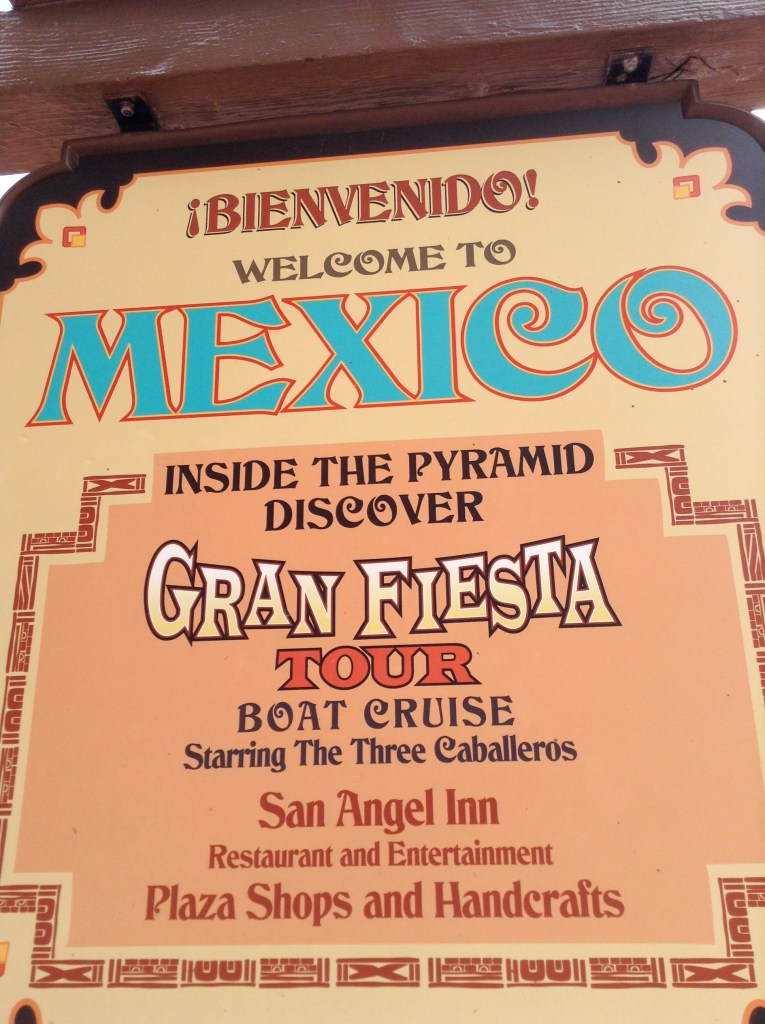 ¡BIENVENIDO!
WELCOME TO
MEXICO
INSIDE THE PYRAMID
DISCOVER
GRAN FIESTA
TOUR
BOAT CRUISE
Starring The Three Caballeros
San Angel Inn
Restaurant and Entertainment
Plaza Shops and Handcrafts